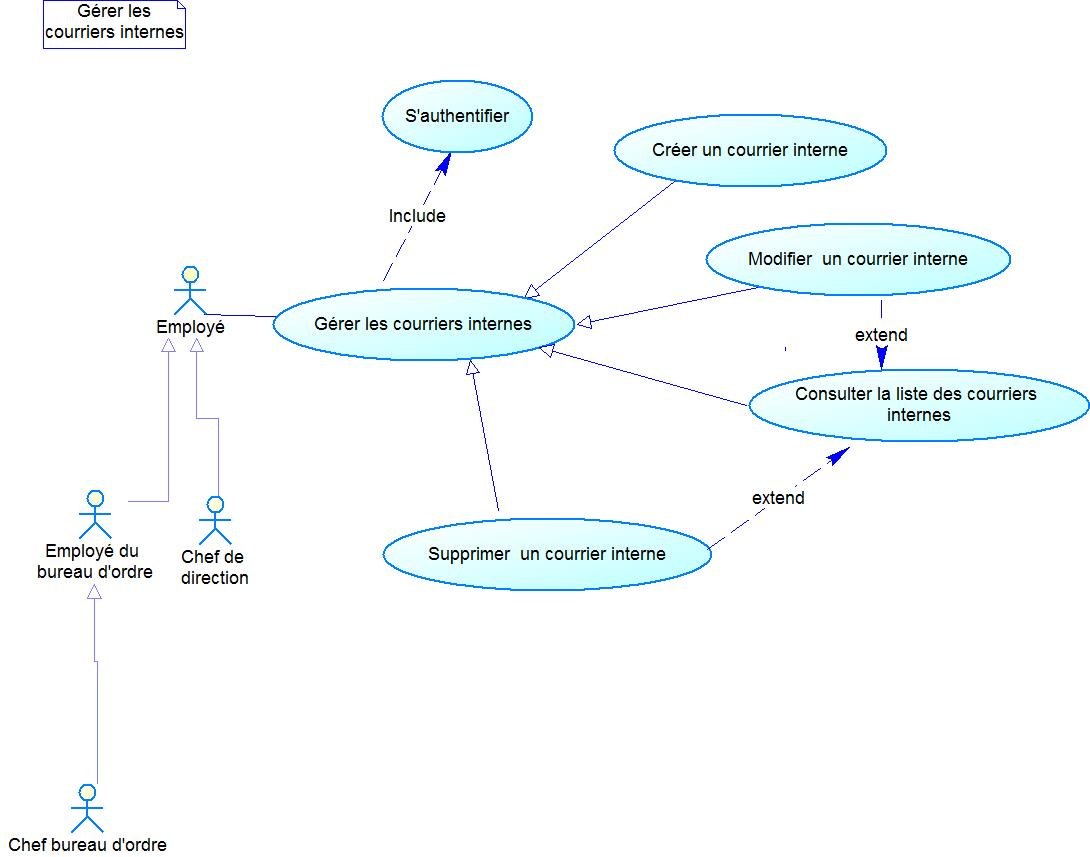 Gérer les
courriers internes
S'authentifier
Créer un courrier interne
Include
Modifier  un courrier interne
Employé
Gérer les courriers internes
extend
Consulter la liste des courriers
internes
extend
Employé du
bureau d'ordre
Chef de
direction
Supprimer  un courrier interne
Chef bureau d'ordre